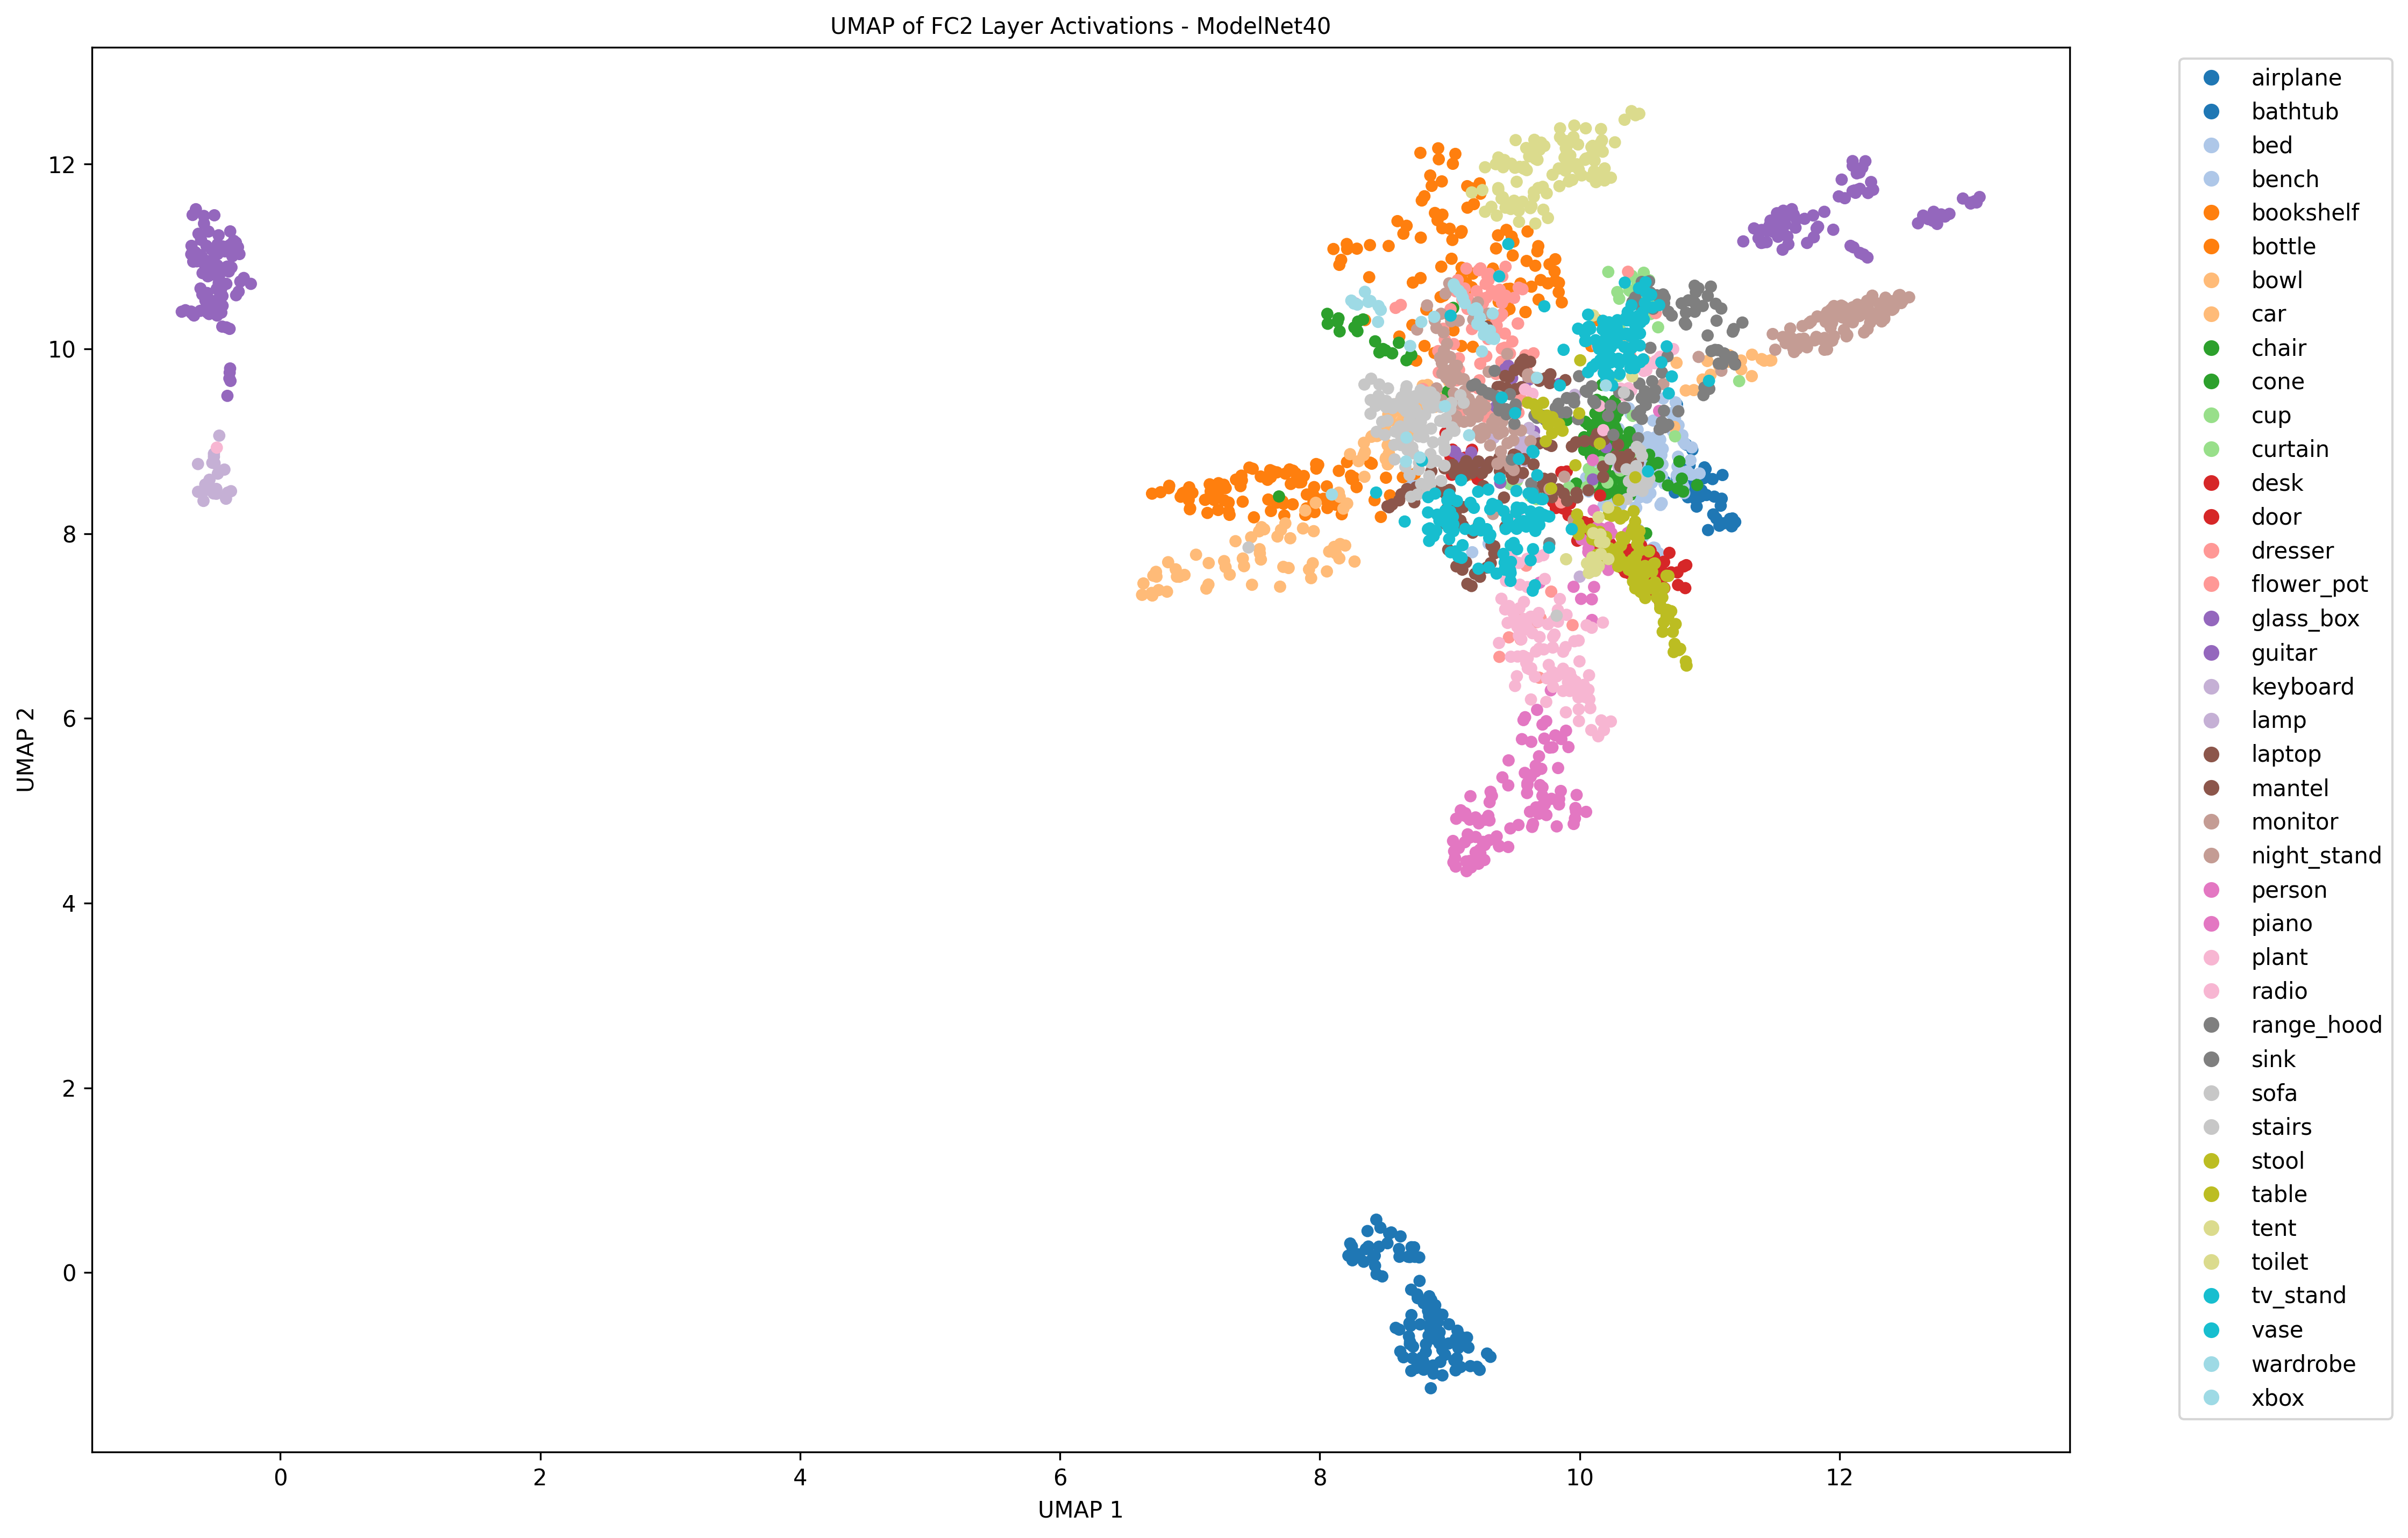 UMAP of FC2 Layer Activations - ModelNet40
12
10
8
6
4
2
0
UMAP 2
0
2
4
6
8
10
12
UMAP 1
airplane
bathtub
bed
bench
bookshelf
bottle
bowl
car
chair
cone
cup
curtain
desk
door
dresser
flower_pot
glass_box
guitar
keyboard
lamp
laptop
mantel
monitor
night_stand
person
piano
plant
radio
range_hood
sink
sofa
stairs
stool
table
tent
toilet
tv_stand
vase
wardrobe
xbox